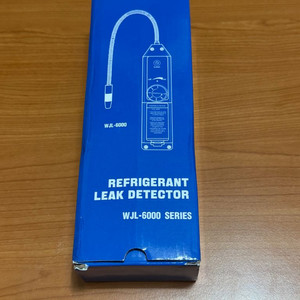 WJL-6000
REFRIGERANT
LEAK DETECTOR
WJL-6000 SERIES